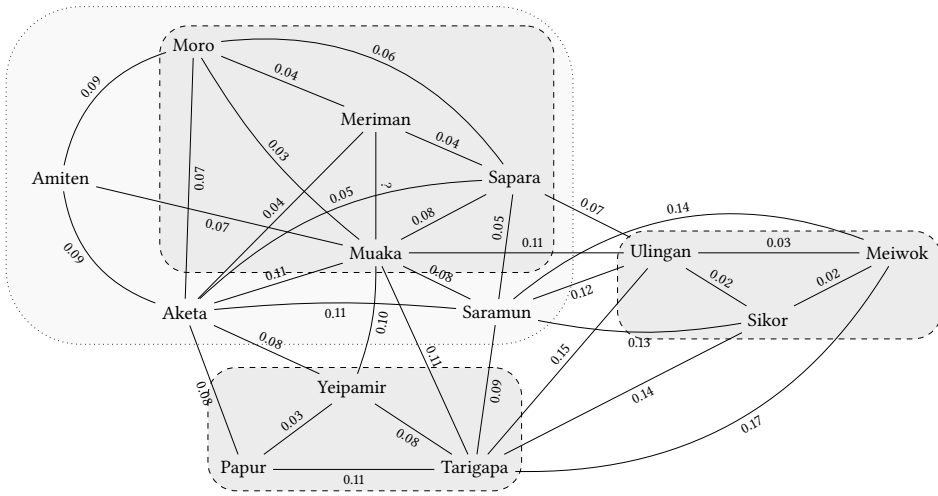 Moro
0.06
0.04
0.09
Meriman
0.04
0.03
0.07
Amiten
Sapara
0.05
0.04
?
0.07
0.08
0.05
0.07
0.14
0.09
Muaka
0.11
Ulingan
0.03
Meiwok
0.11
0.08
0.02
0.02
0.12
Aketa
0.11
0.10
Saramun
Sikor
0.08
0.13
0.11
0.15
0.08
Yeipamir
0.09
0.14
0.03
0.08
0.17
Papur
0.11
Tarigapa